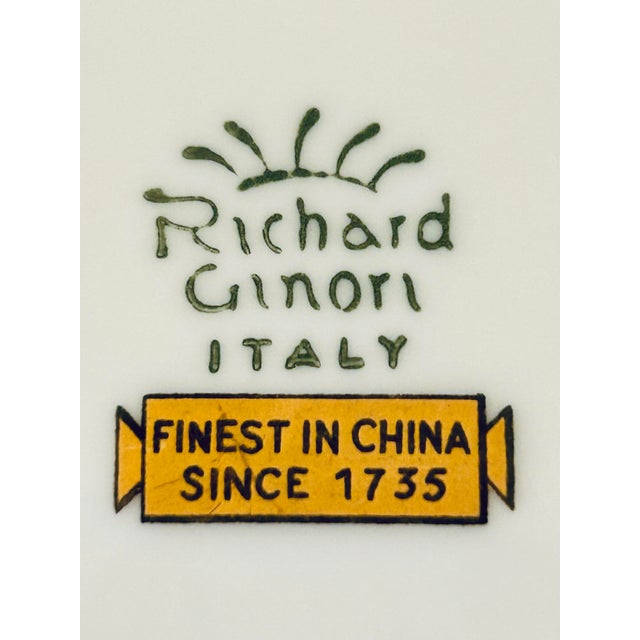 Richard
Ginori
ITALY
FINEST IN CHINA
SINCE 1735